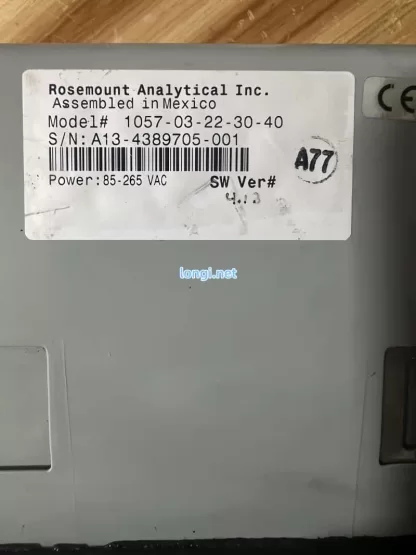 Rosemount Analytical Inc.
Assembled in Mexico
Model# 1057-03-22-30-40
S/N: A13-4389705-001
A77
Power: 85-265 VAC SW Ver#
4.13
longi.net
CE